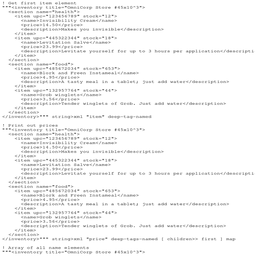 ! Get first item element
"""<inventory title="OmniCorp Store #45x10^3">
<section name="health">
<item upc="123456789" stock="12">
<name>Invisibility Cream</name>
<price>14.50</price>
<description>Makes you invisible</description>
</item>
<item upc="445322344" stock="18">
<name>Levitation Salve</name>
<price>23.99</price>
<description>Levitate yourself for up to 3 hours per application</descripti
</item>
</section>
<section name="food">
<item upc="485672034" stock="653">
<name>Blork and Freen Instameal</name>
<price>4.95</price>
<description>A tasty meal in a tablet; just add water</description>
</item>
<item upc="132957764" stock="44">
<name>Grob winglets</name>
<price>3.56</price>
<description>Tender winglets of Grob. Just add water</description>
</item>
</section>
</inventory>""" string>xml "item" deep-tag-named

! Print out prices
"""<inventory title="OmniCorp Store #45x10^3">
<section name="health">
<item upc="123456789" stock="12">
<name>Invisibility Cream</name>
<price>14.50</price>
<description>Makes you invisible</description>
</item>
<item upc="445322344" stock="18">
<name>Levitation Salve</name>
<price>23.99</price>
<description>Levitate yourself for up to 3 hours per application</descripti
</item>
</section>
<section name="food">
<item upc="485672034" stock="653">
<name>Blork and Freen Instameal</name>
<price>4.95</price>
<description>A tasty meal in a tablet; just add water</description>
</item>
<item upc="132957764" stock="44">
<name>Grob winglets</name>
<price>3.56</price>
<description>Tender winglets of Grob. Just add water</description>
</item>
</section>
</inventory>""" string>xml "price" deep-tags-named [ children>> first ] map

! Array of all name elements
"""<inventory title="OmniCorp Store #45x10^3">